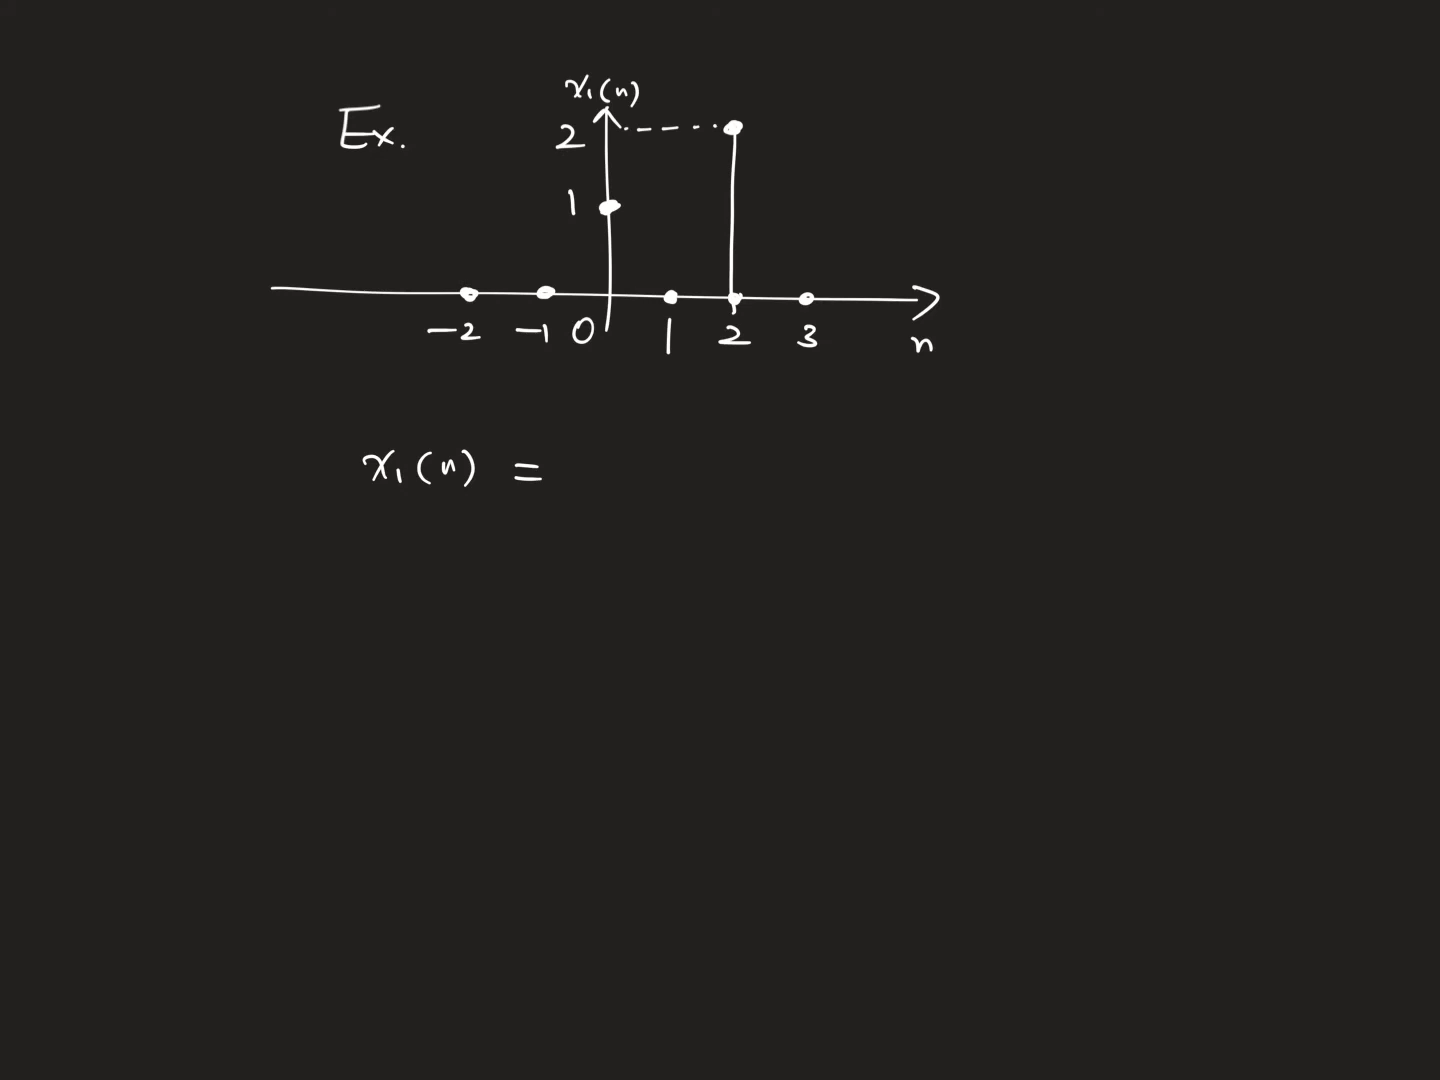 x₁(n)
Ex.
2
1
-2 -1 0 1 2 3 n
x₁(n) =